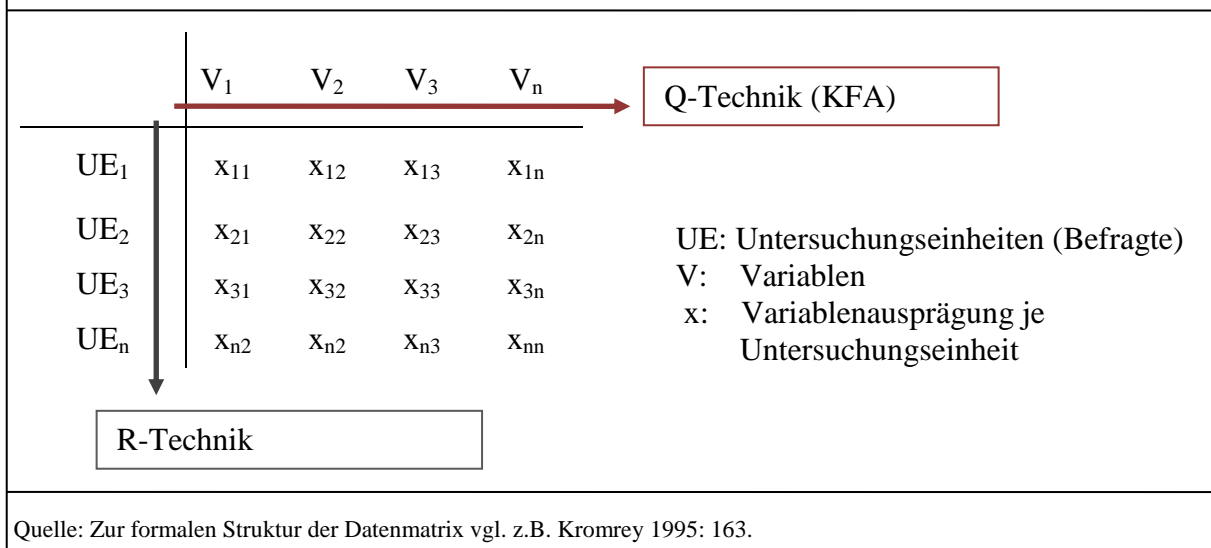 V₁ V₂ V₃ Vₙ
Q-Technik (KFA)
UE₁ x₁₁ x₁₂ x₁₃ x₁ₙ
UE₂ x₂₁ x₂₂ x₂₃ x₂ₙ
UE₃ x₃₁ x₃₂ x₃₃ x₃ₙ
UEₙ xₙ₂ xₙ₂ xₙ₃ xₙₙ
UE: Untersuchungseinheiten (Befragte)
V: Variablen
x: Variablenausprägung je
Untersuchungseinheit
R-Technik
Quelle: Zur formalen Struktur der Datenmatrix vgl. z.B. Kromrey 1995: 163.